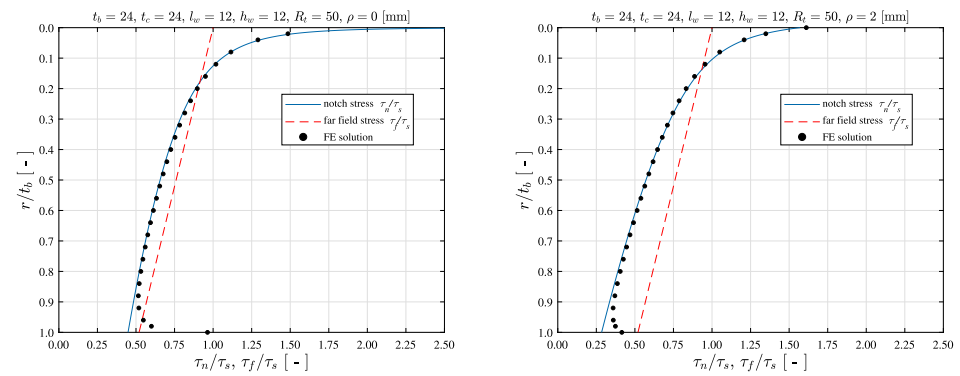 t_b = 24, t_c = 24, l_w = 12, h_w = 12, R_t = 50, ρ = 0 [mm]
0.0
0.1
0.2
0.3
0.4
0.5
0.6
0.7
0.8
0.9
1.0
r/t_b [ - ]
notch stress τ_n/τ_s
far field stress τ_f/τ_s
FE solution
0.00 0.25 0.50 0.75 1.00 1.25 1.50 1.75 2.00 2.25 2.50
τ_n/τ_s, τ_f/τ_s [ - ]
t_b = 24, t_c = 24, l_w = 12, h_w = 12, R_t = 50, ρ = 2 [mm]
0.0
0.1
0.2
0.3
0.4
0.5
0.6
0.7
0.8
0.9
1.0
r/t_b [ - ]
notch stress τ_n/τ_s
far field stress τ_f/τ_s
FE solution
0.00 0.25 0.50 0.75 1.00 1.25 1.50 1.75 2.00 2.25 2.50
τ_n/τ_s, τ_f/τ_s [ - ]